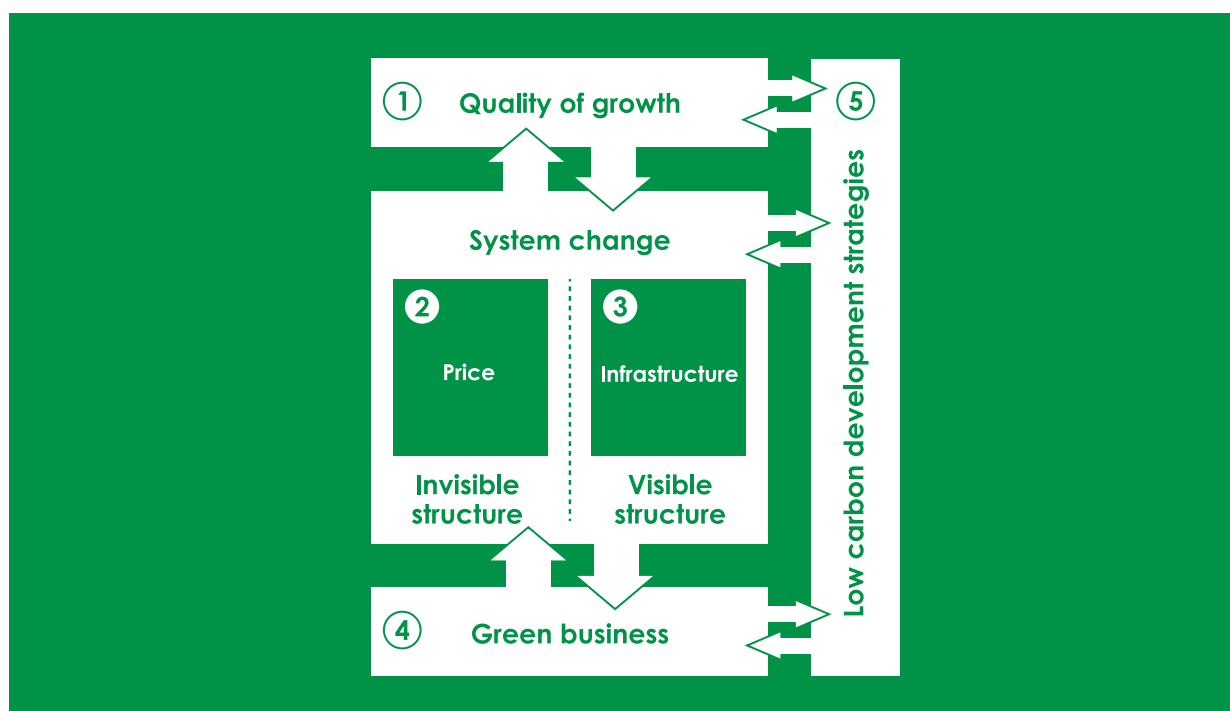 1
Quality of growth
System change
2
Price
Invisible
structure
3
Infrastructure
Visible
structure
4
Green business
5
Low carbon development strategies